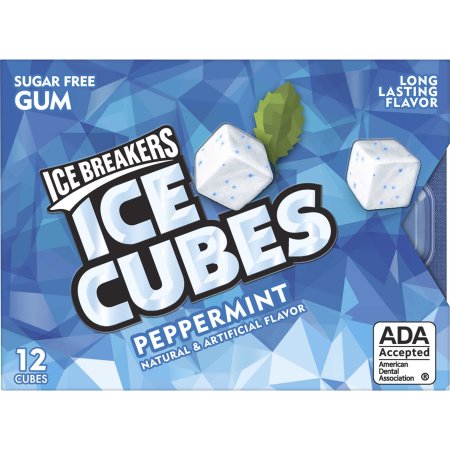 SUGAR FREE
GUM
LONG
LASTING
FLAVOR
ICE BREAKERS
ICE
CUBES
PEPPERMINT
NATURAL & ARTIFICIAL FLAVOR
12
CUBES
ADA
Accepted
American
Dental
Association ®